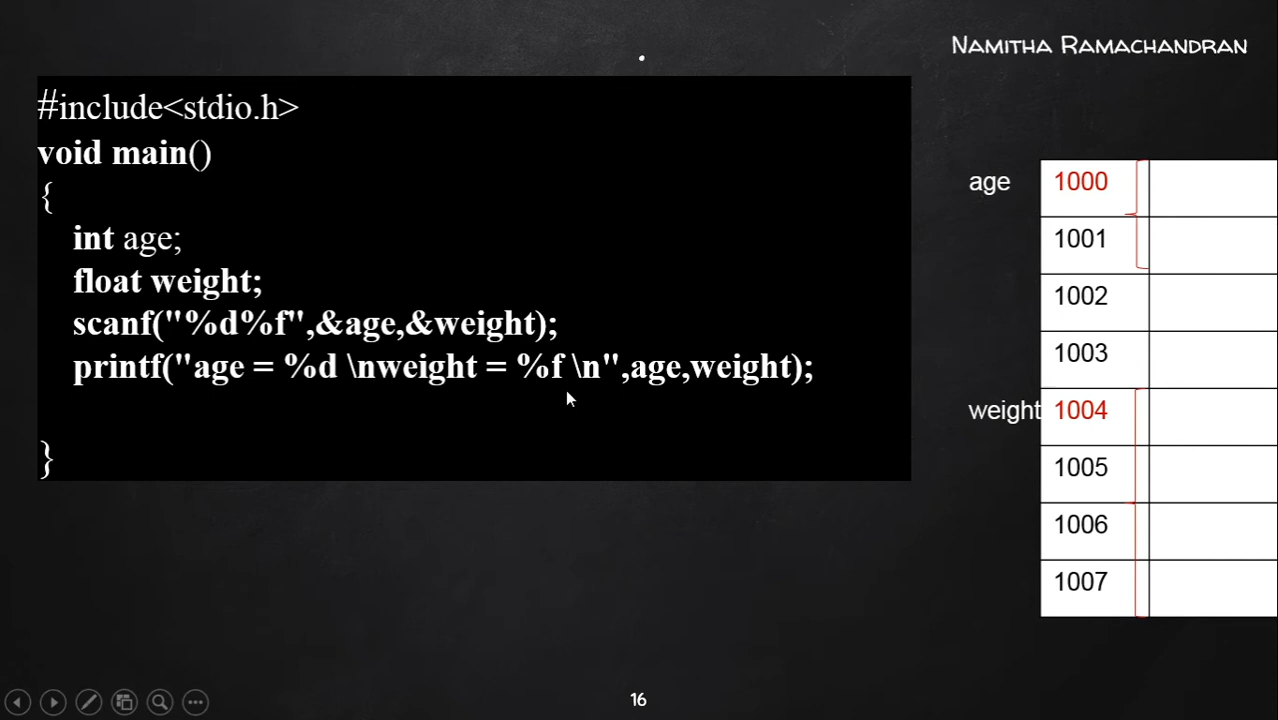 NAMITHA RAMACHANDRAN
#include<stdio.h>
void main()
{
int age;
float weight;
scanf("%d%f",&age,&weight);
printf("age = %d \nweight = %f \n",age,weight);
}
age 1000
1001
1002
1003
weight 1004
1005
1006
1007
16